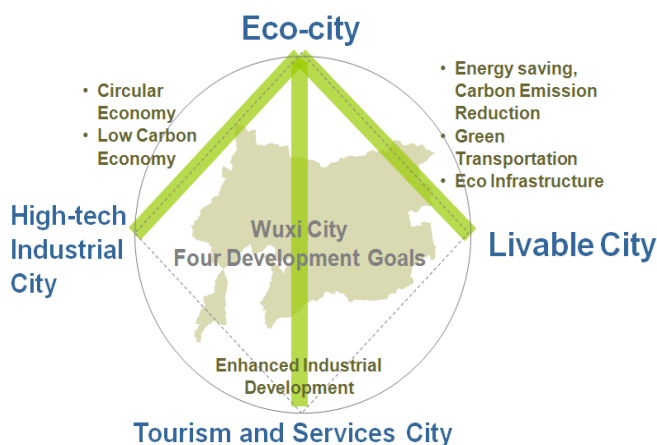 Eco-city
• Circular
Economy
• Low Carbon
Economy
• Energy saving,
Carbon Emission
Reduction
• Green
Transportation
• Eco Infrastructure
High-tech
Industrial
City
Wuxi City
Four Development Goals
Livable City
Enhanced Industrial
Development
Tourism and Services City